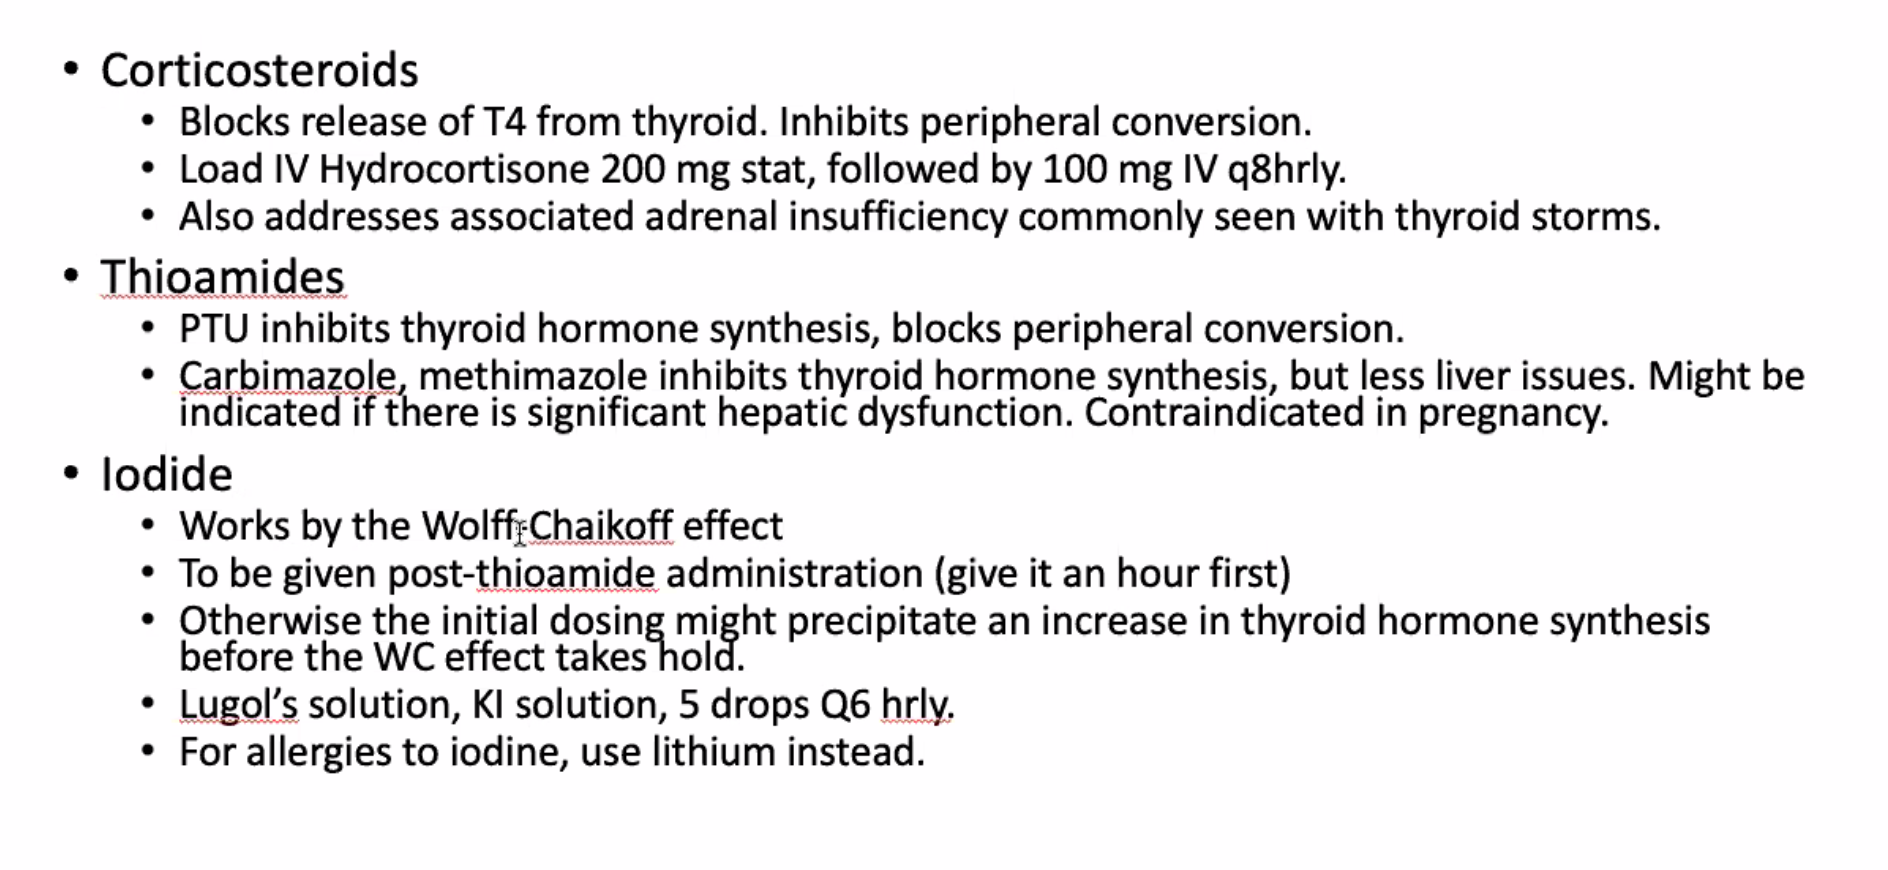 • Corticosteroids
• Blocks release of T4 from thyroid. Inhibits peripheral conversion.
• Load IV Hydrocortisone 200 mg stat, followed by 100 mg IV q8hrly.
• Also addresses associated adrenal insufficiency commonly seen with thyroid storms.
• Thioamides
• PTU inhibits thyroid hormone synthesis, blocks peripheral conversion.
• Carbimazole, methimazole inhibits thyroid hormone synthesis, but less liver issues. Might be
indicated if there is significant hepatic dysfunction. Contraindicated in pregnancy.
• Iodide
• Works by the Wolff-Chaikoff effect
• To be given post-thioamide administration (give it an hour first)
• Otherwise the initial dosing might precipitate an increase in thyroid hormone synthesis
before the WC effect takes hold.
• Lugol’s solution, KI solution, 5 drops Q6 hrly.
• For allergies to iodine, use lithium instead.